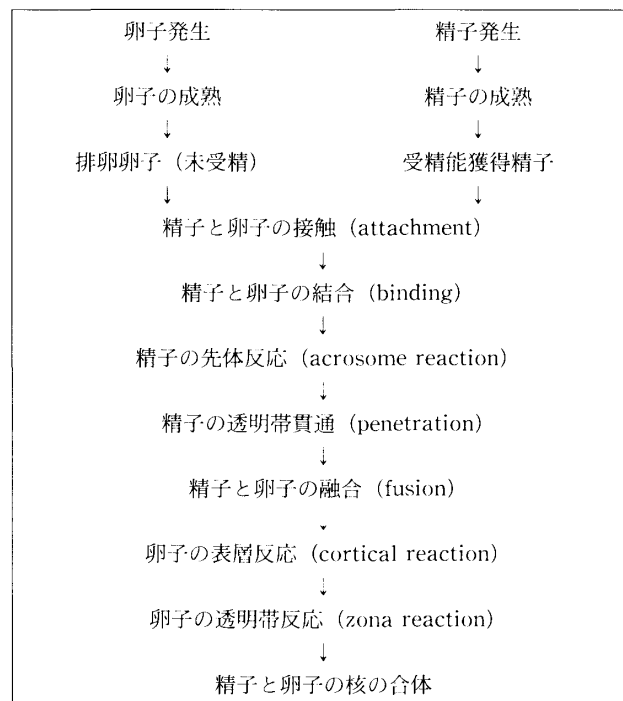 卵子発生 精子発生
↓ ↓
卵子の成熟 精子の成熟
↓ ↓
排卵卵子（未受精） 受精能獲得精子
↓ ↓
精子と卵子の接触（attachment）
↓
精子と卵子の結合（binding）
↓
精子の先体反応（acrosome reaction）
↓
精子の透明帯貫通（penetration）
↓
精子と卵子の融合（fusion）
↓
卵子の表層反応（cortical reaction）
↓
卵子の透明帯反応（zona reaction）
↓
精子と卵子の核の合体